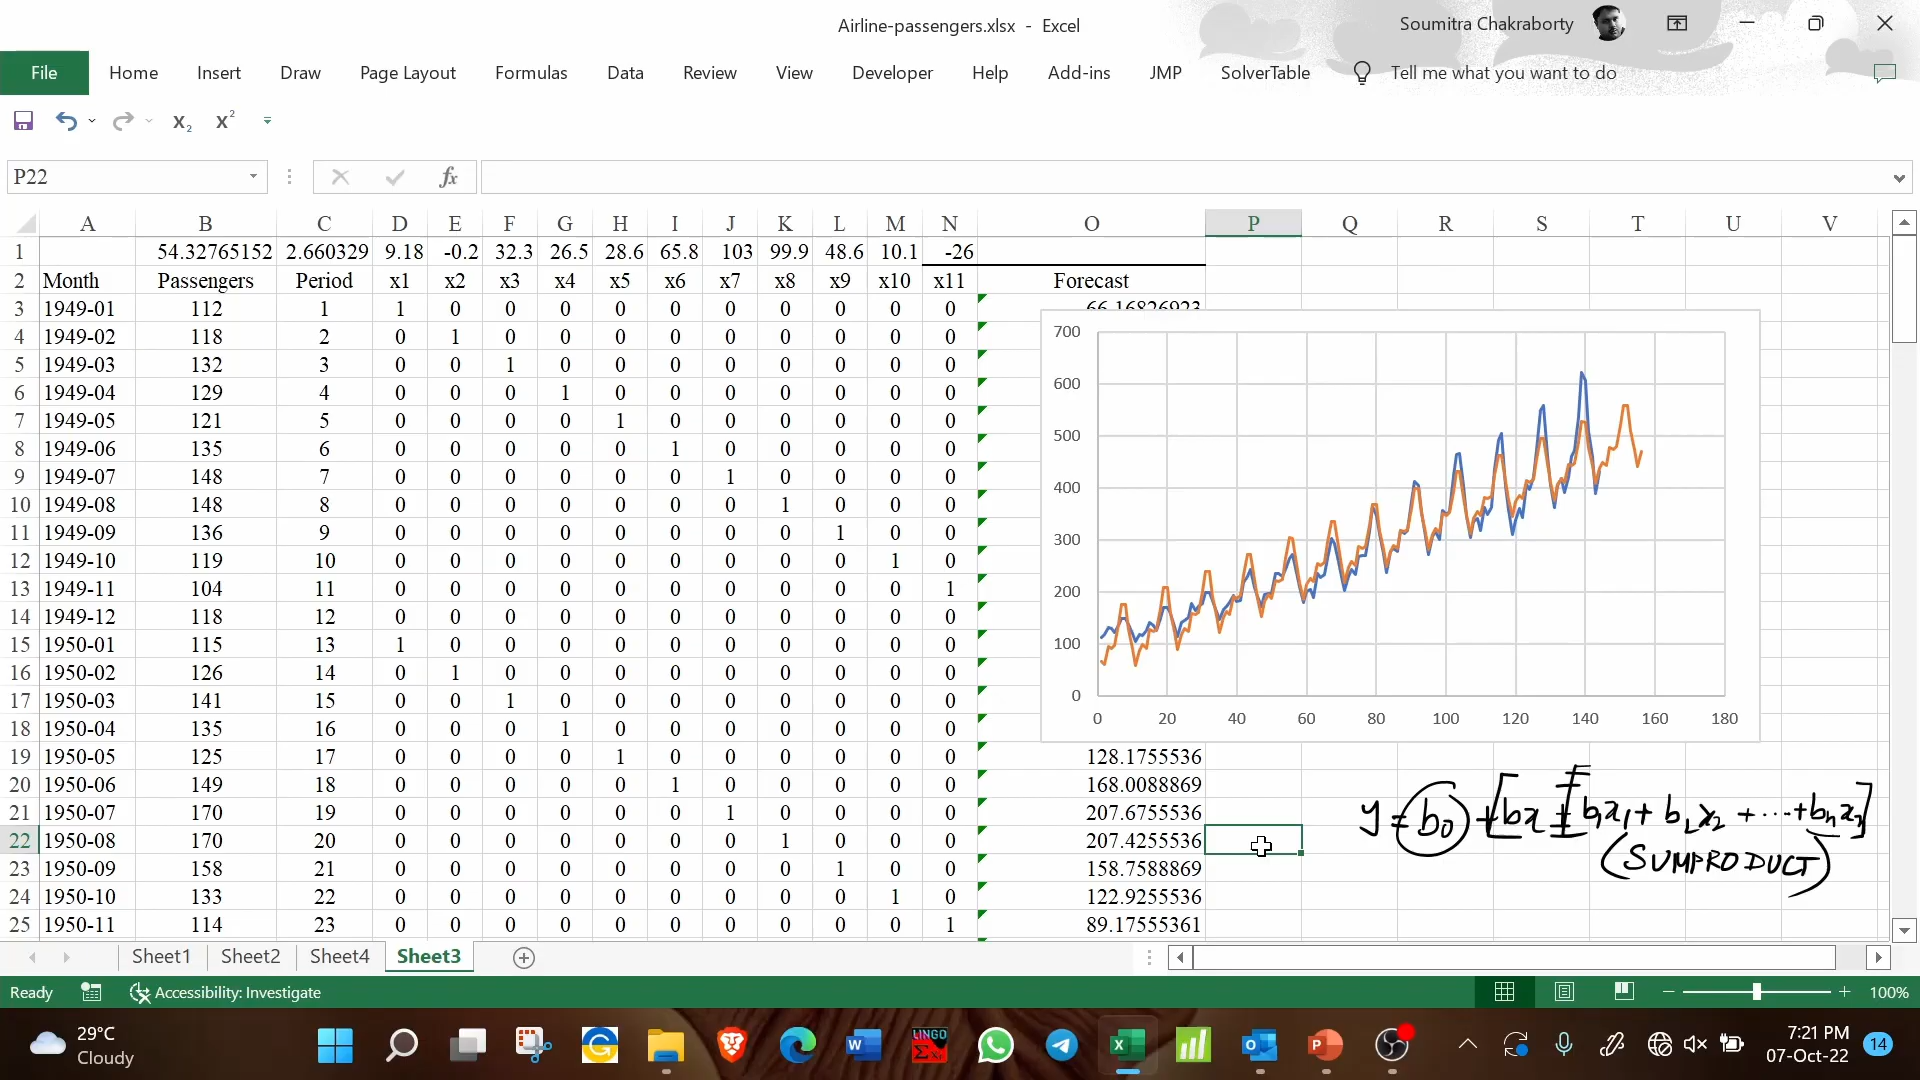 Airline-passengers.xlsx - Excel
Soumitra Chakraborty
File Home Insert Draw Page Layout Formulas Data Review View Developer Help Add-ins JMP SolverTable Tell me what you want to do
X₂ X²
P22 fx
A B C D E F G H I J K L M N O P Q R S T U V
1 54.32765152 2.660329 9.18 -0.2 32.3 26.5 28.6 65.8 103 99.9 48.6 10.1 -26
2 Month Passengers Period x1 x2 x3 x4 x5 x6 x7 x8 x9 x10 x11 Forecast
3 1949-01 112 1 1 0 0 0 0 0 0 0 0 0 0 66.16826923
4 1949-02 118 2 0 1 0 0 0 0 0 0 0 0 0
5 1949-03 132 3 0 0 1 0 0 0 0 0 0 0 0
6 1949-04 129 4 0 0 0 1 0 0 0 0 0 0 0
7 1949-05 121 5 0 0 0 0 1 0 0 0 0 0 0
8 1949-06 135 6 0 0 0 0 0 1 0 0 0 0 0
9 1949-07 148 7 0 0 0 0 0 0 1 0 0 0 0
10 1949-08 148 8 0 0 0 0 0 0 0 1 0 0 0
11 1949-09 136 9 0 0 0 0 0 0 0 0 1 0 0
12 1949-10 119 10 0 0 0 0 0 0 0 0 0 1 0
13 1949-11 104 11 0 0 0 0 0 0 0 0 0 0 1
14 1949-12 118 12 0 0 0 0 0 0 0 0 0 0 0
15 1950-01 115 13 1 0 0 0 0 0 0 0 0 0 0
16 1950-02 126 14 0 1 0 0 0 0 0 0 0 0 0
17 1950-03 141 15 0 0 1 0 0 0 0 0 0 0 0
18 1950-04 135 16 0 0 0 1 0 0 0 0 0 0 0
19 1950-05 125 17 0 0 0 0 1 0 0 0 0 0 0 128.1755536
20 1950-06 149 18 0 0 0 0 0 1 0 0 0 0 0 168.0088869
21 1950-07 170 19 0 0 0 0 0 0 1 0 0 0 0 207.6755536
22 1950-08 170 20 0 0 0 0 0 0 0 1 0 0 0 207.4255536
23 1950-09 158 21 0 0 0 0 0 0 0 0 1 0 0 158.7588869
24 1950-10 133 22 0 0 0 0 0 0 0 0 0 1 0 122.9255536
25 1950-11 114 23 0 0 0 0 0 0 0 0 0 0 1 89.17555361
700
600
500
400
300
200
100
0
0 20 40 60 80 100 120 140 160 180
y = b₀ + [bx + b₁x₁ + b₂x₂ + ... + bₙxₙ]
(SUMPRODUCT)
Sheet1 Sheet2 Sheet4 Sheet3
Ready Accessibility: Investigate 100%
29°C
Cloudy
LINGO
7:21 PM
07-Oct-22
14